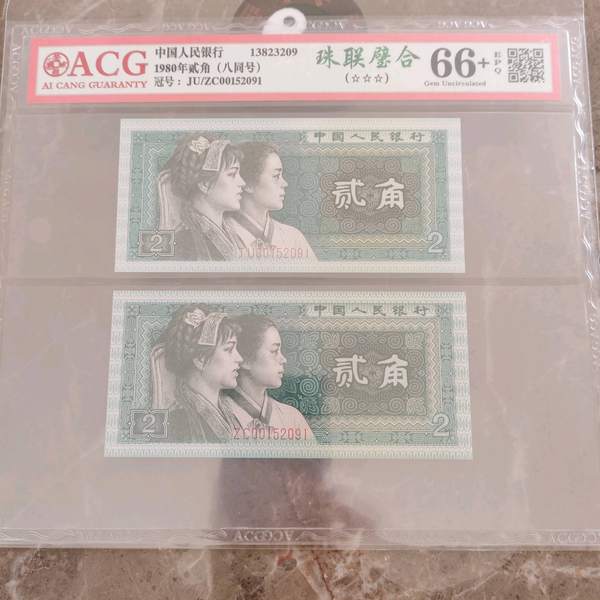 ACG
AI CANG GUARANTY
中国人民银行 13823209
1980年贰角（八同号）
冠号：JU/ZC00152091
珠联璧合
(☆☆☆)
66+
EPQ
Gem Uncirculated
中国人民银行
贰角
JU00152091
2
2
中国人民银行
贰角
ZC00152091
2
2